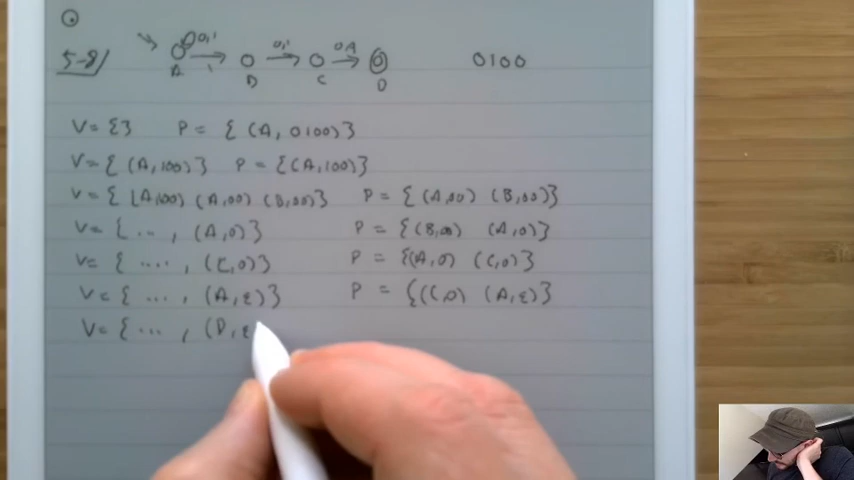 5-8/ 0,1 1 0,1 0,1 0100
A B C D
V = {} P = { (A, 0100) }
V = { (A, 100) } P = { (A, 100) }
V = { (A,100) (A,00) (B,00) } P = { (A,00) (B,00) }
V = { ..., (A,0) } P = { (B,00) (A,0) }
V = { ...., (C,0) } P = { (A,0) (C,0) }
V = { ..., (A,ε) } P = { (C,0) (A,ε) }
V = { ..., (D,ε